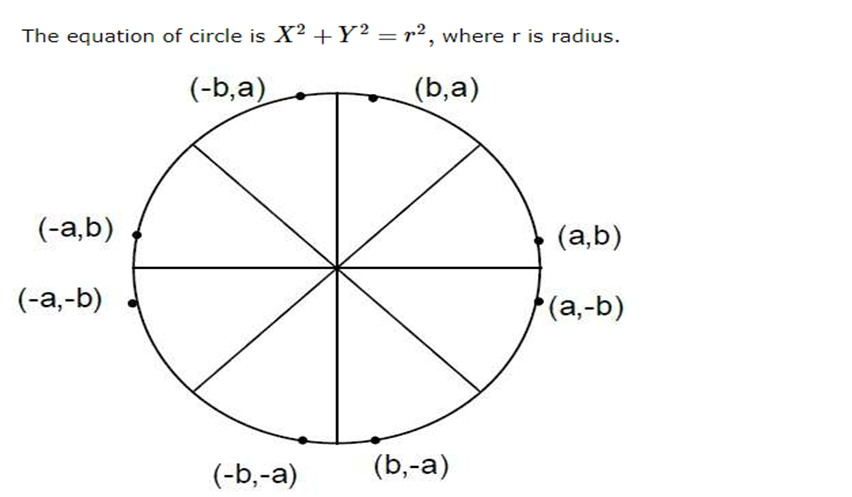 The equation of circle is X² + Y² = r², where r is radius.
(-b,a) (b,a)
(-a,b) (a,b)
(-a,-b) (a,-b)
(-b,-a) (b,-a)